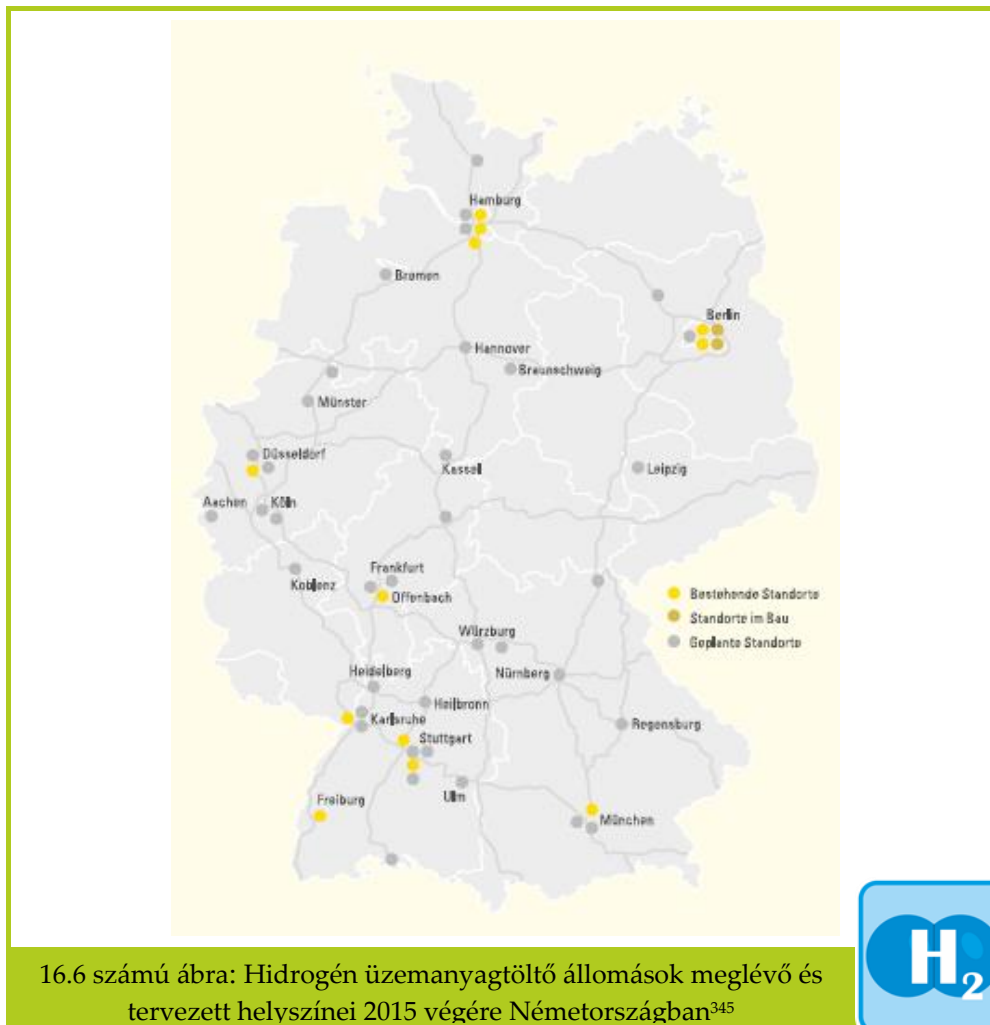 Hamburg
Bremen
Berlin
Hannover
Braunschweig
Münster
Düsseldorf
Kassel
Leipzig
Aachen
Köln
Koblenz
Frankfurt
Offenbach
Bestehende Standorte
Standorte im Bau
Geplante Standorte
Würzburg
Heidelberg
Nürnberg
Heilbronn
Karlsruhe
Regensburg
Stuttgart
Ulm
Freiburg
München
H2
16.6 számú ábra: Hidrogén üzemanyagtöltő állomások meglévő és
tervezett helyszínei 2015 végére Németországban345